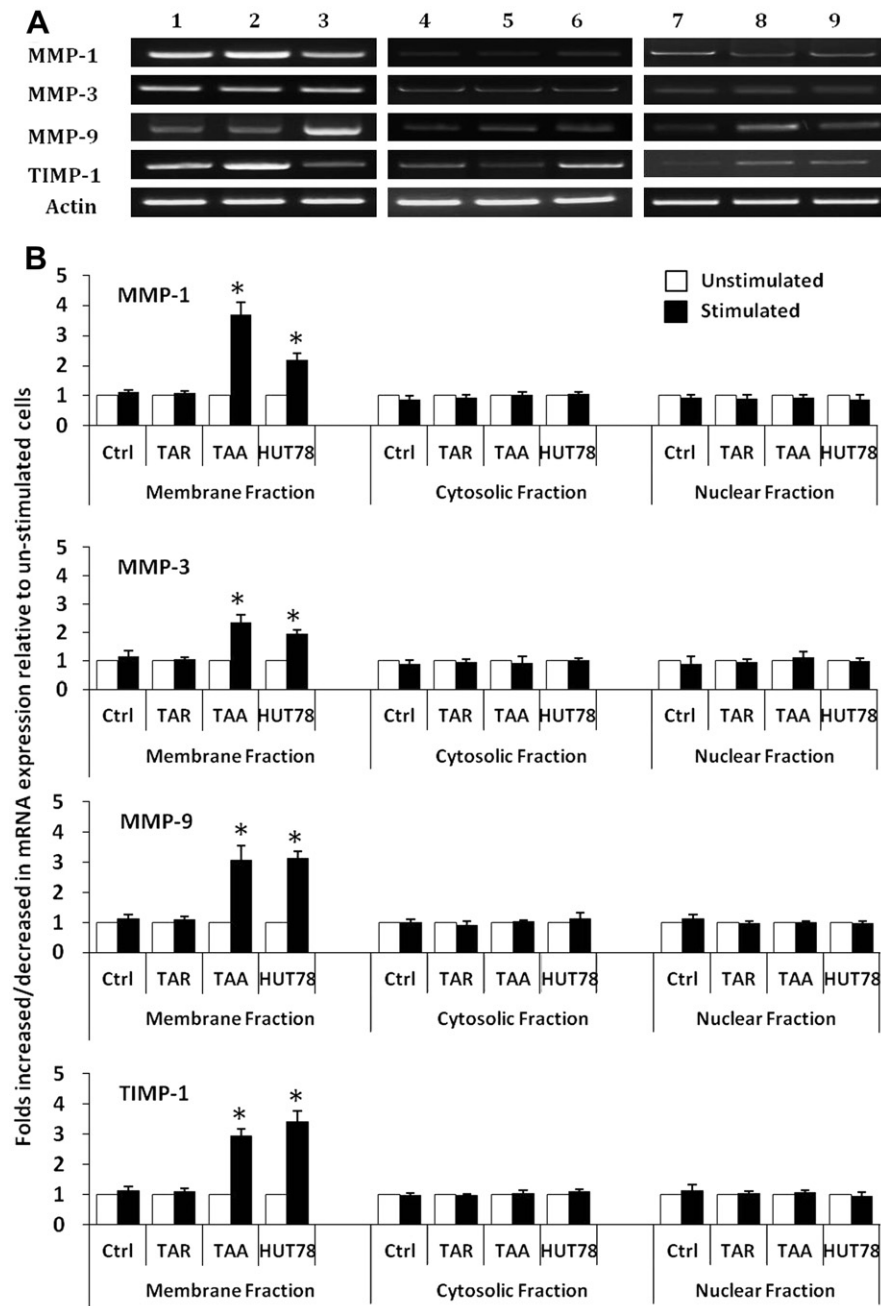 A
1 2 3 4 5 6 7 8 9
MMP-1
MMP-3
MMP-9
TIMP-1
Actin
B
Folds increased/decreased in mRNA expression relative to un-stimulated cells
Unstimulated
Stimulated
MMP-1
5
4
3
2
1
0
* *
Ctrl TAR TAA HUT78 Ctrl TAR TAA HUT78 Ctrl TAR TAA HUT78
Membrane Fraction Cytosolic Fraction Nuclear Fraction
MMP-3
5
4
3
2
1
0
* *
Ctrl TAR TAA HUT78 Ctrl TAR TAA HUT78 Ctrl TAR TAA HUT78
Membrane Fraction Cytosolic Fraction Nuclear Fraction
MMP-9
5
4
3
2
1
0
* *
Ctrl TAR TAA HUT78 Ctrl TAR TAA HUT78 Ctrl TAR TAA HUT78
Membrane Fraction Cytosolic Fraction Nuclear Fraction
TIMP-1
5
4
3
2
1
0
* *
Ctrl TAR TAA HUT78 Ctrl TAR TAA HUT78 Ctrl TAR TAA HUT78
Membrane Fraction Cytosolic Fraction Nuclear Fraction